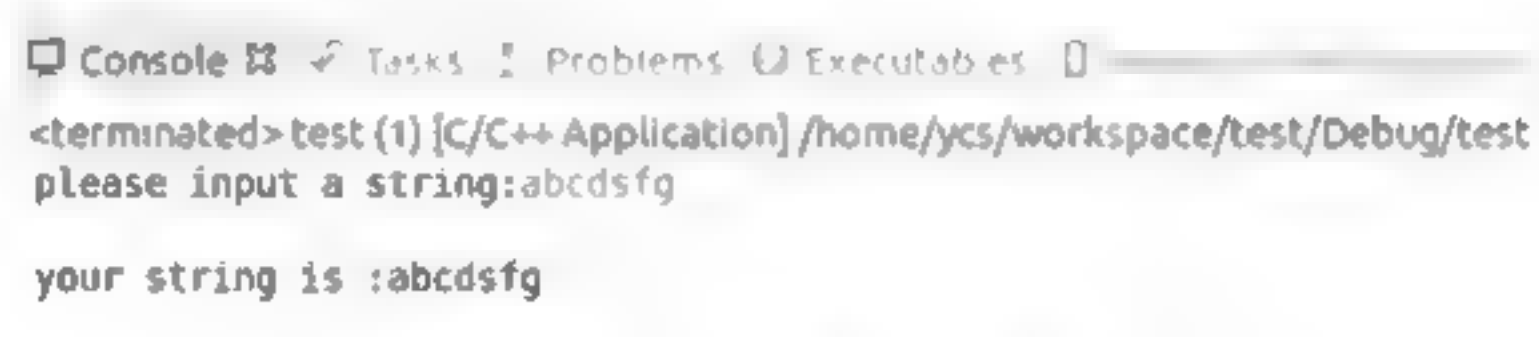 Console Tasks Problems Executables
<terminated> test (1) [C/C++ Application] /home/ycs/workspace/test/Debug/test
please input a string:abcdsfg
your string is :abcdsfg